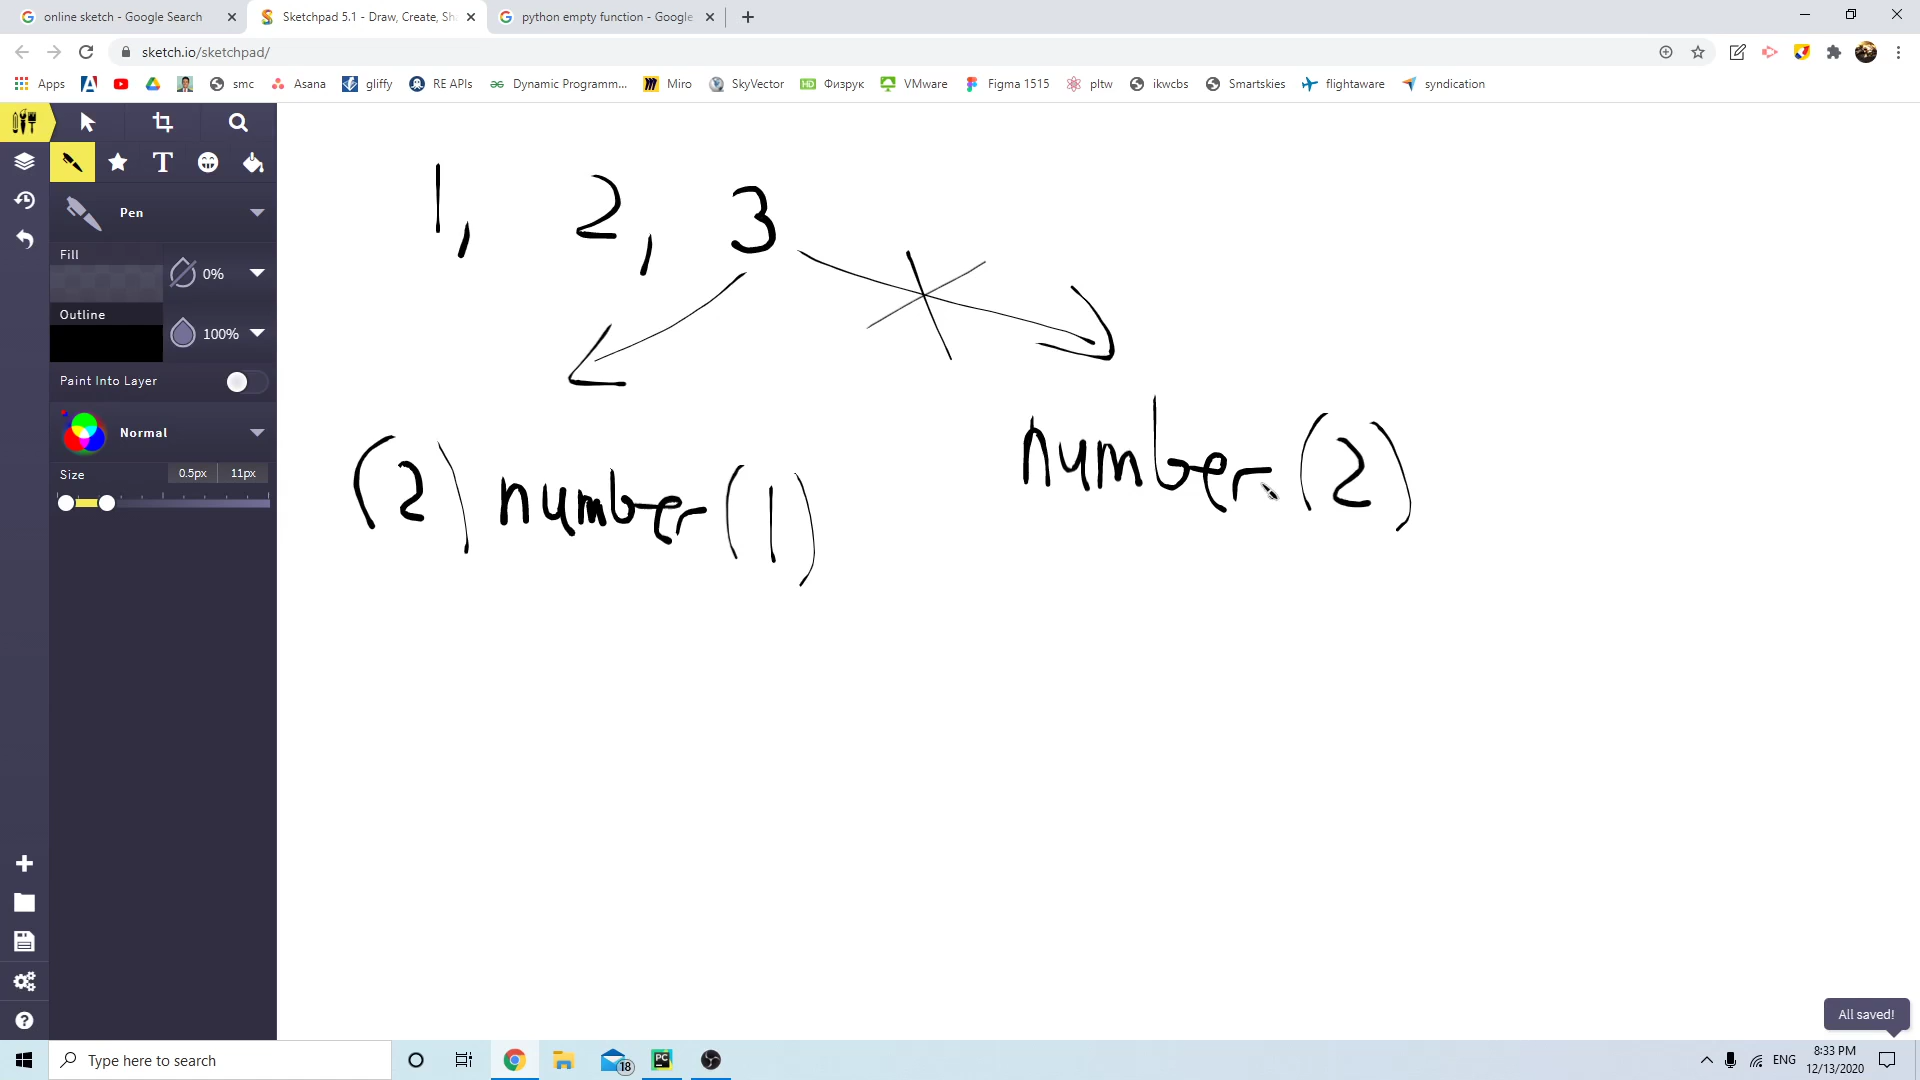 online sketch - Google Search
Sketchpad 5.1 - Draw, Create, Sh
python empty function - Google
sketch.io/sketchpad/
Apps smc Asana gliffy RE APIs Dynamic Programm... Miro SkyVector Физрук VMware Figma 1515 pltw ikwcbs Smartskies flightaware syndication
Pen
Fill
0%
Outline
100%
Paint Into Layer
Normal
Size 0.5px 11px
1, 2, 3
(2) number (1)
number (2)
All saved!
Type here to search
18
PC
ENG
8:33 PM
12/13/2020